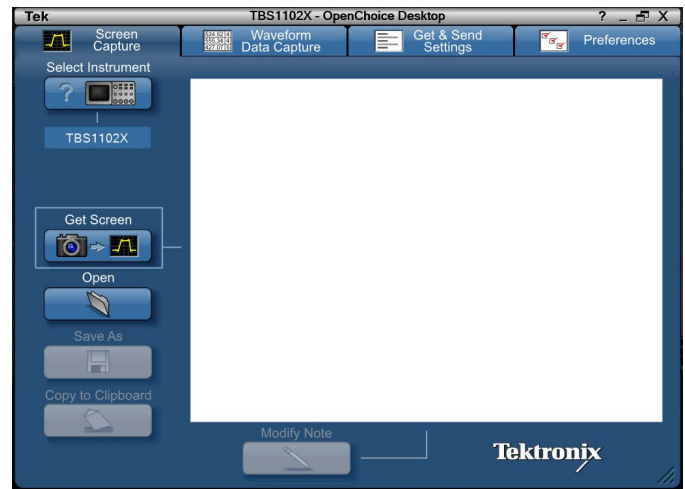 Tek
TBS1102X - OpenChoice Desktop
? _ X
Screen
Capture
Waveform
Data Capture
Get & Send
Settings
Preferences
Select Instrument
?
TBS1102X
Get Screen
Open
Save As
Copy to Clipboard
Modify Note
Tektronix